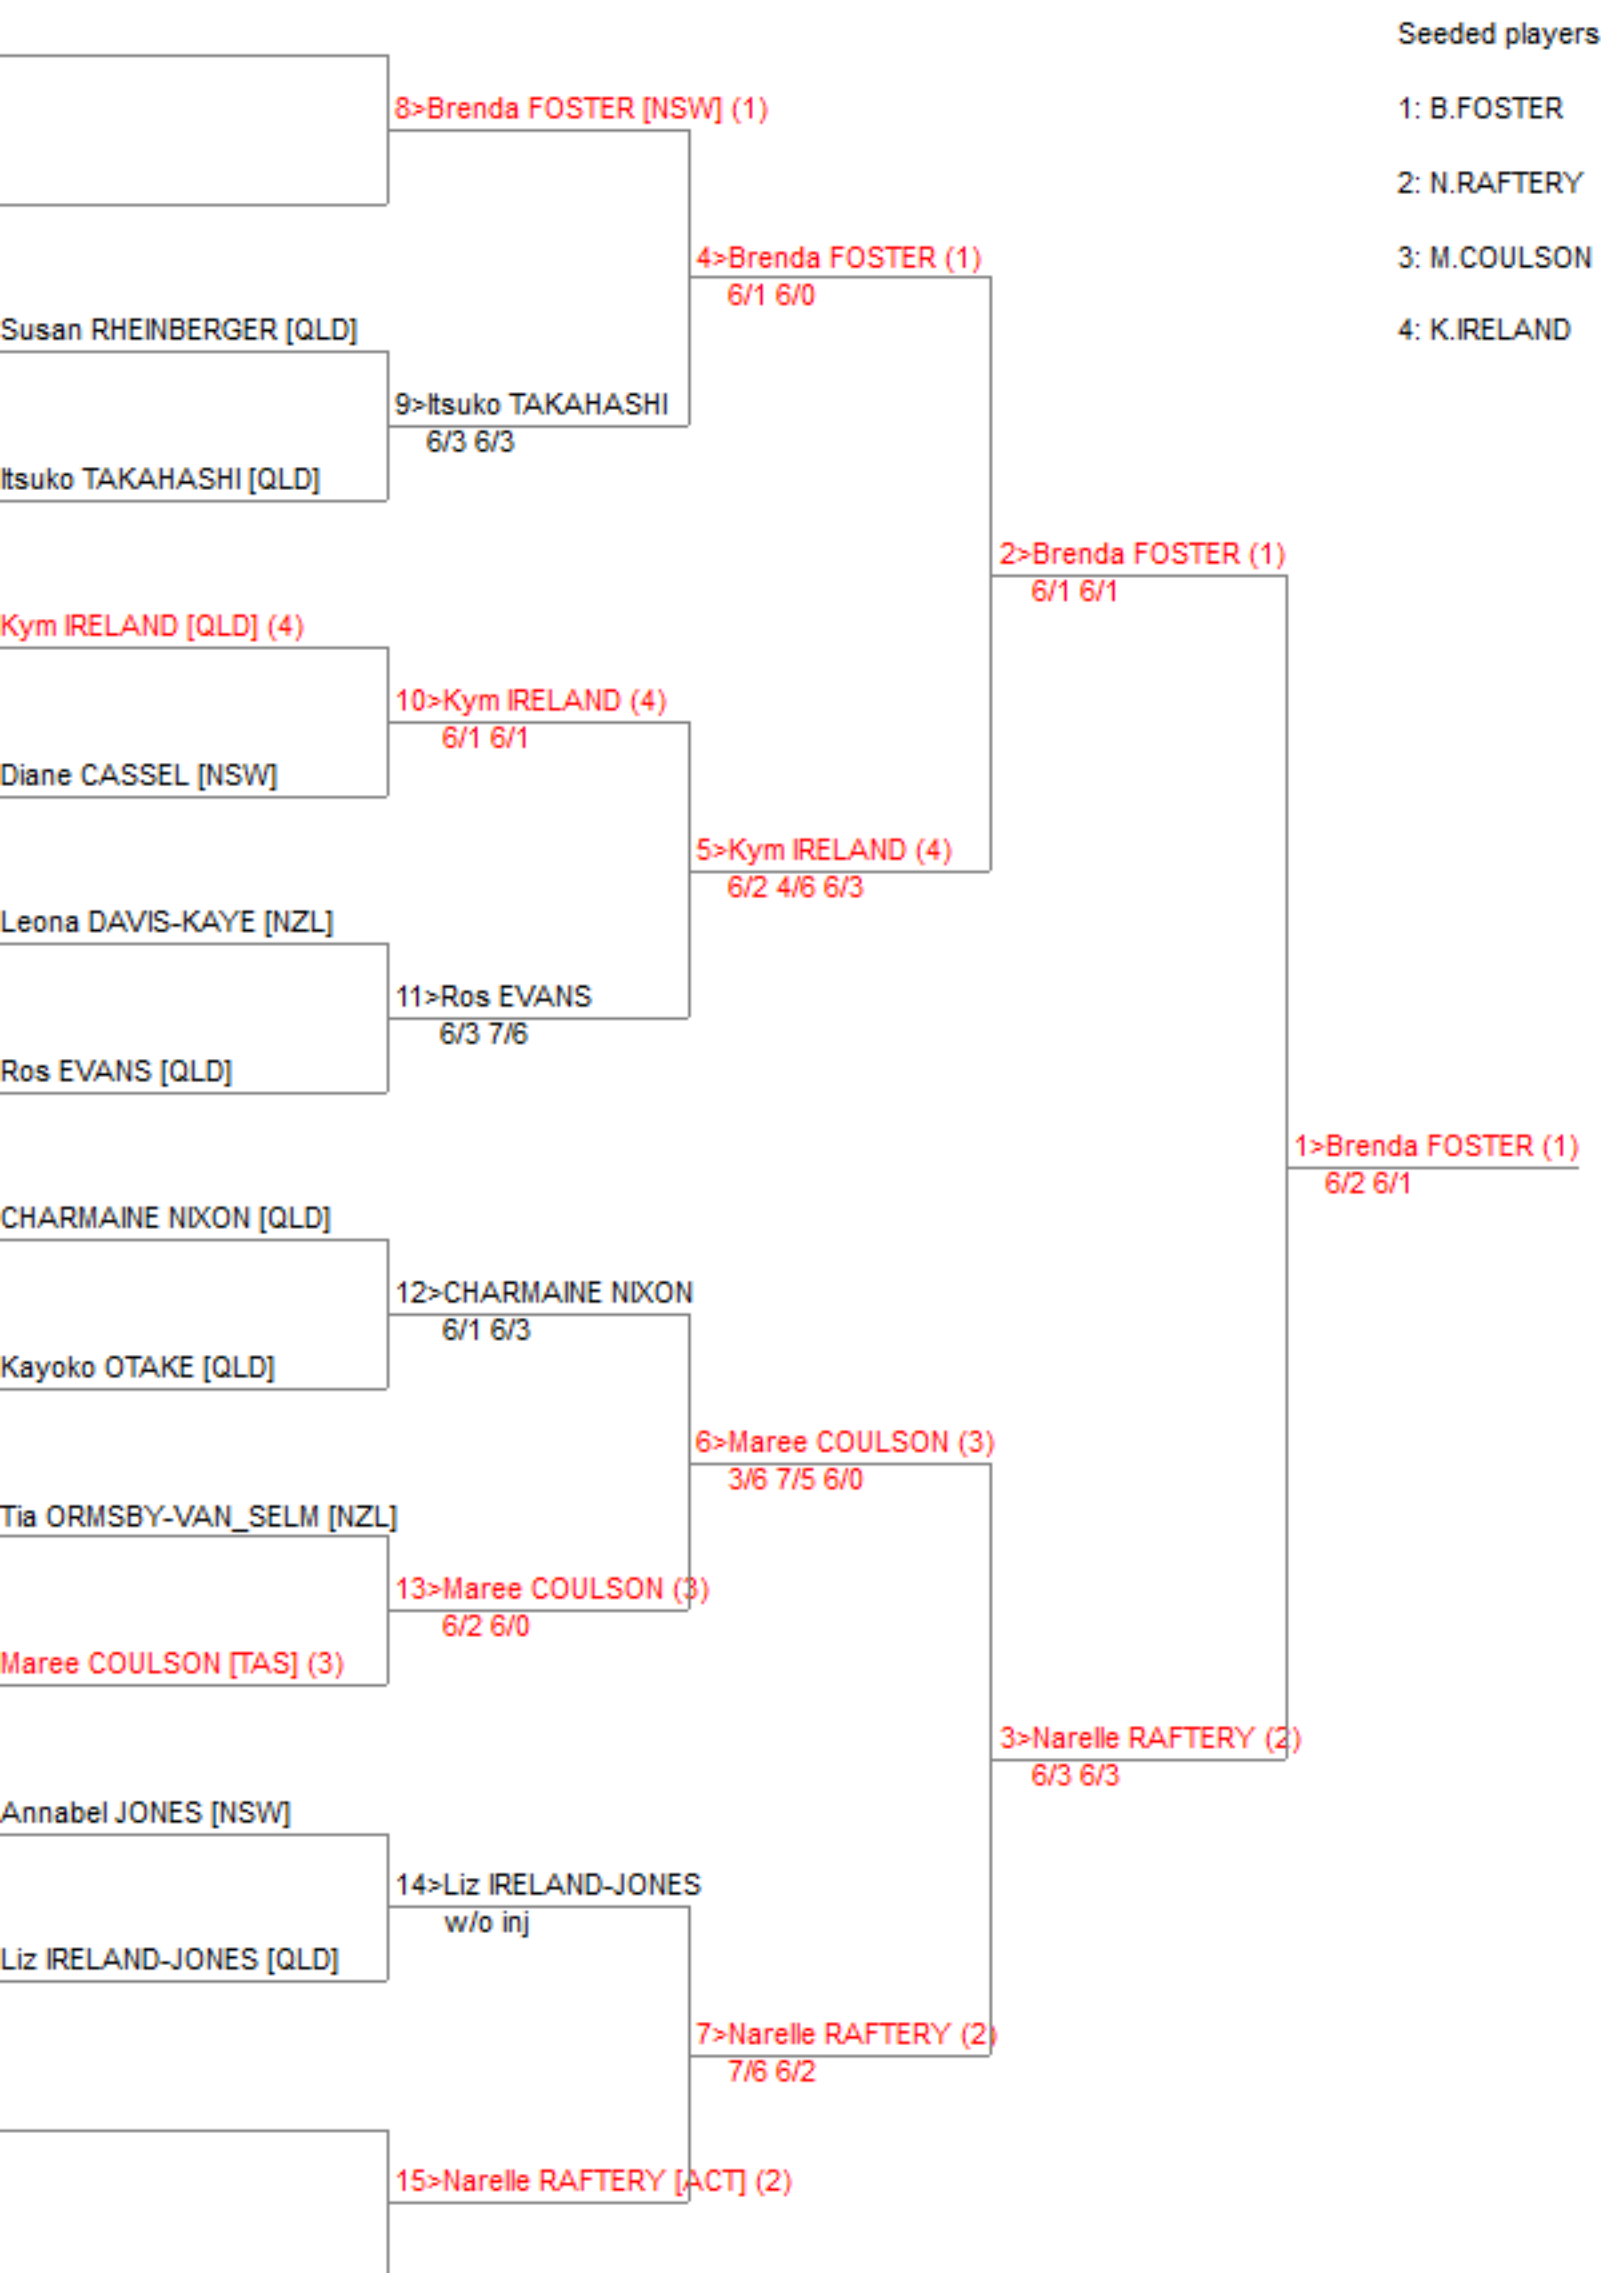 Seeded players
8>Brenda FOSTER [NSW] (1)
1: B.FOSTER
2: N.RAFTERY
4>Brenda FOSTER (1)
3: M.COULSON
6/1 6/0
Susan RHEINBERGER [QLD]
4: K.IRELAND
9>Itsuko TAKAHASHI
6/3 6/3
Itsuko TAKAHASHI [QLD]
2>Brenda FOSTER (1)
6/1 6/1
Kym IRELAND [QLD] (4)
10>Kym IRELAND (4)
6/1 6/1
Diane CASSEL [NSW]
5>Kym IRELAND (4)
6/2 4/6 6/3
Leona DAVIS-KAYE [NZL]
11>Ros EVANS
6/3 7/6
Ros EVANS [QLD]
1>Brenda FOSTER (1)
6/2 6/1
CHARMAINE NIXON [QLD]
12>CHARMAINE NIXON
6/1 6/3
Kayoko OTAKE [QLD]
6>Maree COULSON (3)
3/6 7/5 6/0
Tia ORMSBY-VAN_SELM [NZL]
13>Maree COULSON (3)
6/2 6/0
Maree COULSON [TAS] (3)
3>Narelle RAFTERY (2)
6/3 6/3
Annabel JONES [NSW]
14>Liz IRELAND-JONES
w/o inj
Liz IRELAND-JONES [QLD]
7>Narelle RAFTERY (2)
7/6 6/2
15>Narelle RAFTERY [ACT] (2)